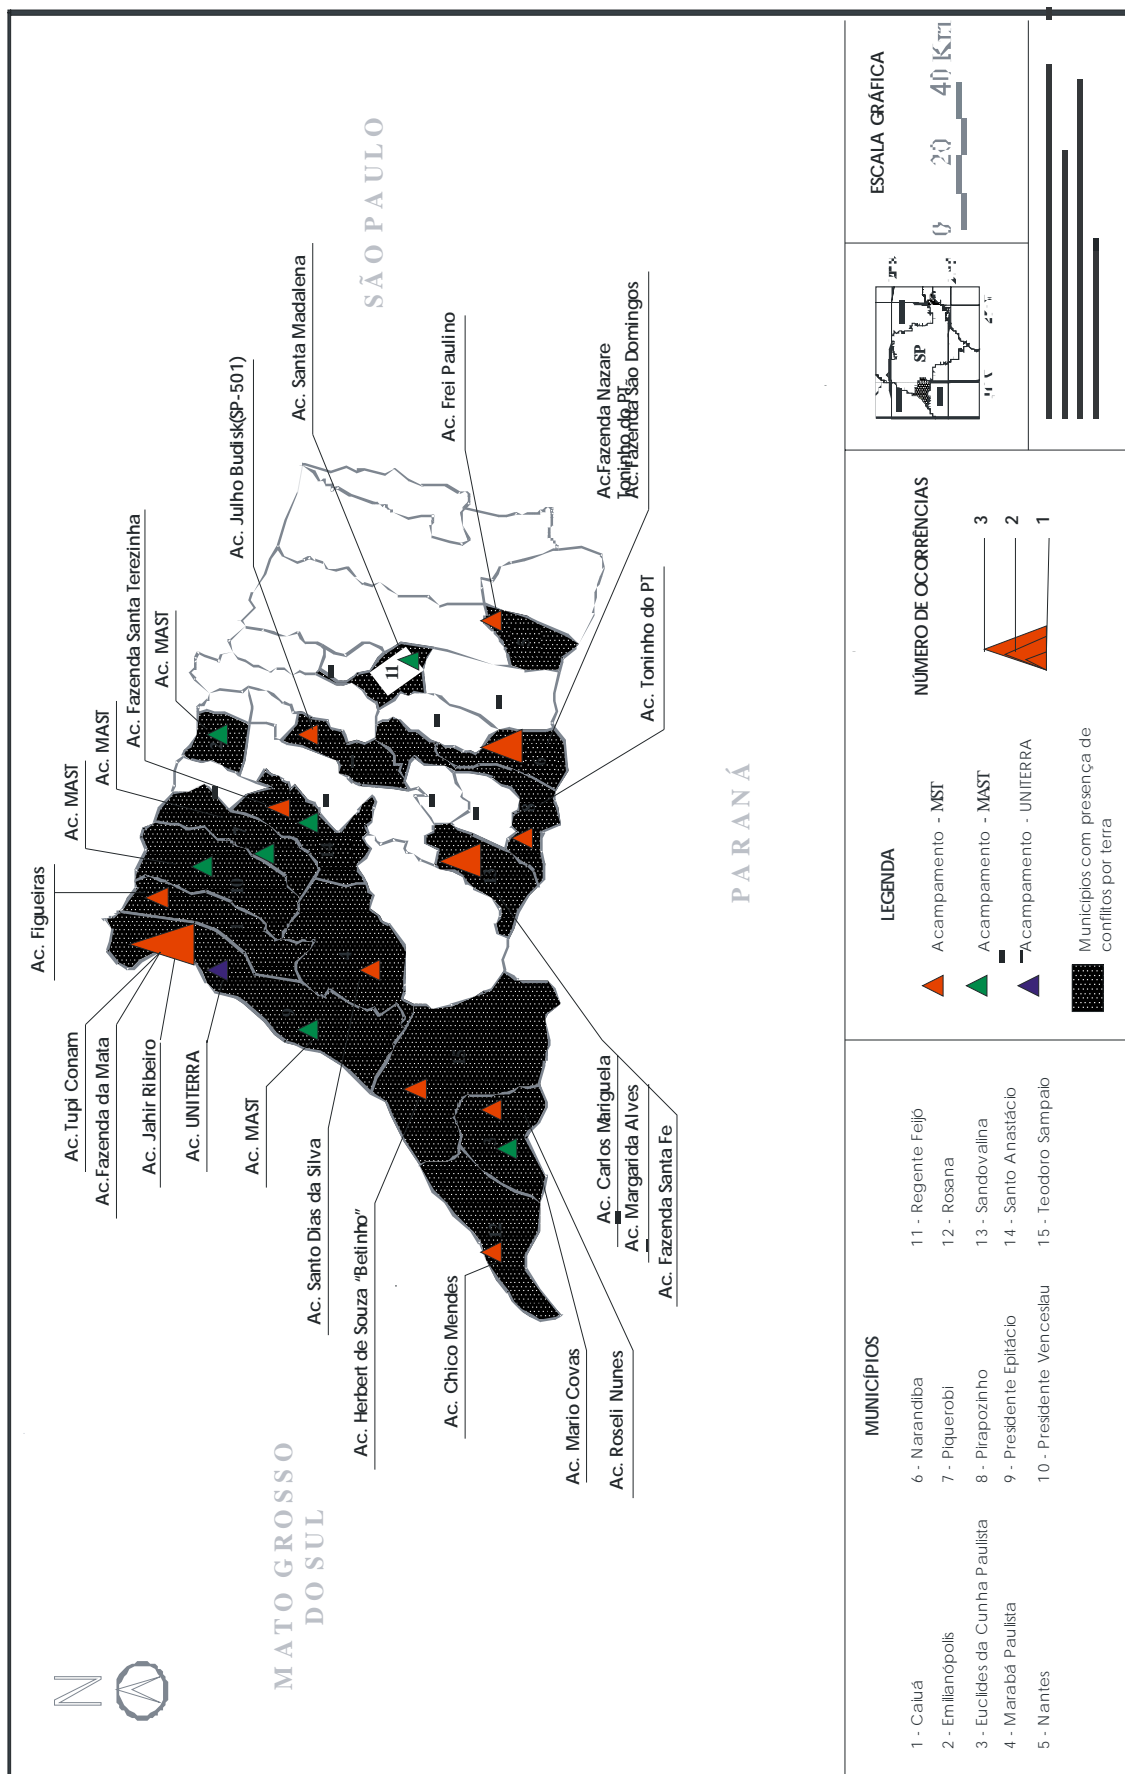 N
MATO GROSSO
DO SUL
SÃO PAULO
PARANÁ
Ac. Figueiras
Ac. MAST
Ac. MAST
Ac. Fazenda Santa Terezinha
Ac. MAST
Ac. Julho Budisk(SP-501)
Ac. Santa Madalena
Ac. Frei Paulino
Ac.Fazenda Nazare
Toninho do PT
Ac. Fazenda São Domingos
Ac. Toninho do PT
Ac. Tupi Conam
Ac.Fazenda da Mata
Ac. Jahir Ribeiro
Ac. UNITERRA
Ac. MAST
Ac. Santo Dias da Silva
Ac. Herbert de Souza "Betinho"
Ac. Chico Mendes
Ac. Mario Covas
Ac. Roseli Nunes
Ac. Carlos Mariguela
Ac. Margarida Alves
Ac. Fazenda Santa Fe
11
MUNICÍPIOS
1 - Caiuá
2 - Emilianópolis
3 - Euclides da Cunha Paulista
4 - Marabá Paulista
5 - Nantes
6 - Narandiba
7 - Piquerobi
8 - Pirapozinho
9 - Presidente Epitácio
10 - Presidente Venceslau
11 - Regente Feijó
12 - Rosana
13 - Sandovalina
14 - Santo Anastácio
15 - Teodoro Sampaio
LEGENDA
Acampamento - MST
Acampamento - MAST
Acampamento - UNITERRA
Municípios com presença de
conflitos por terra
NÚMERO DE OCORRÊNCIAS
3
2
1
SP
ESCALA GRÁFICA
0 20 40 Km